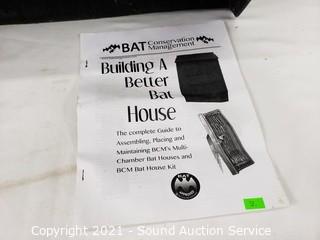 BAT Conservation
Management
Building A
Better
Bat
House
The complete Guide to
Assembling, Placing and
Maintaining BCM's Multi-
Chamber Bat Houses and
BCM Bat House Kit
BAT
Copyright 2021 - Sound Auction Service